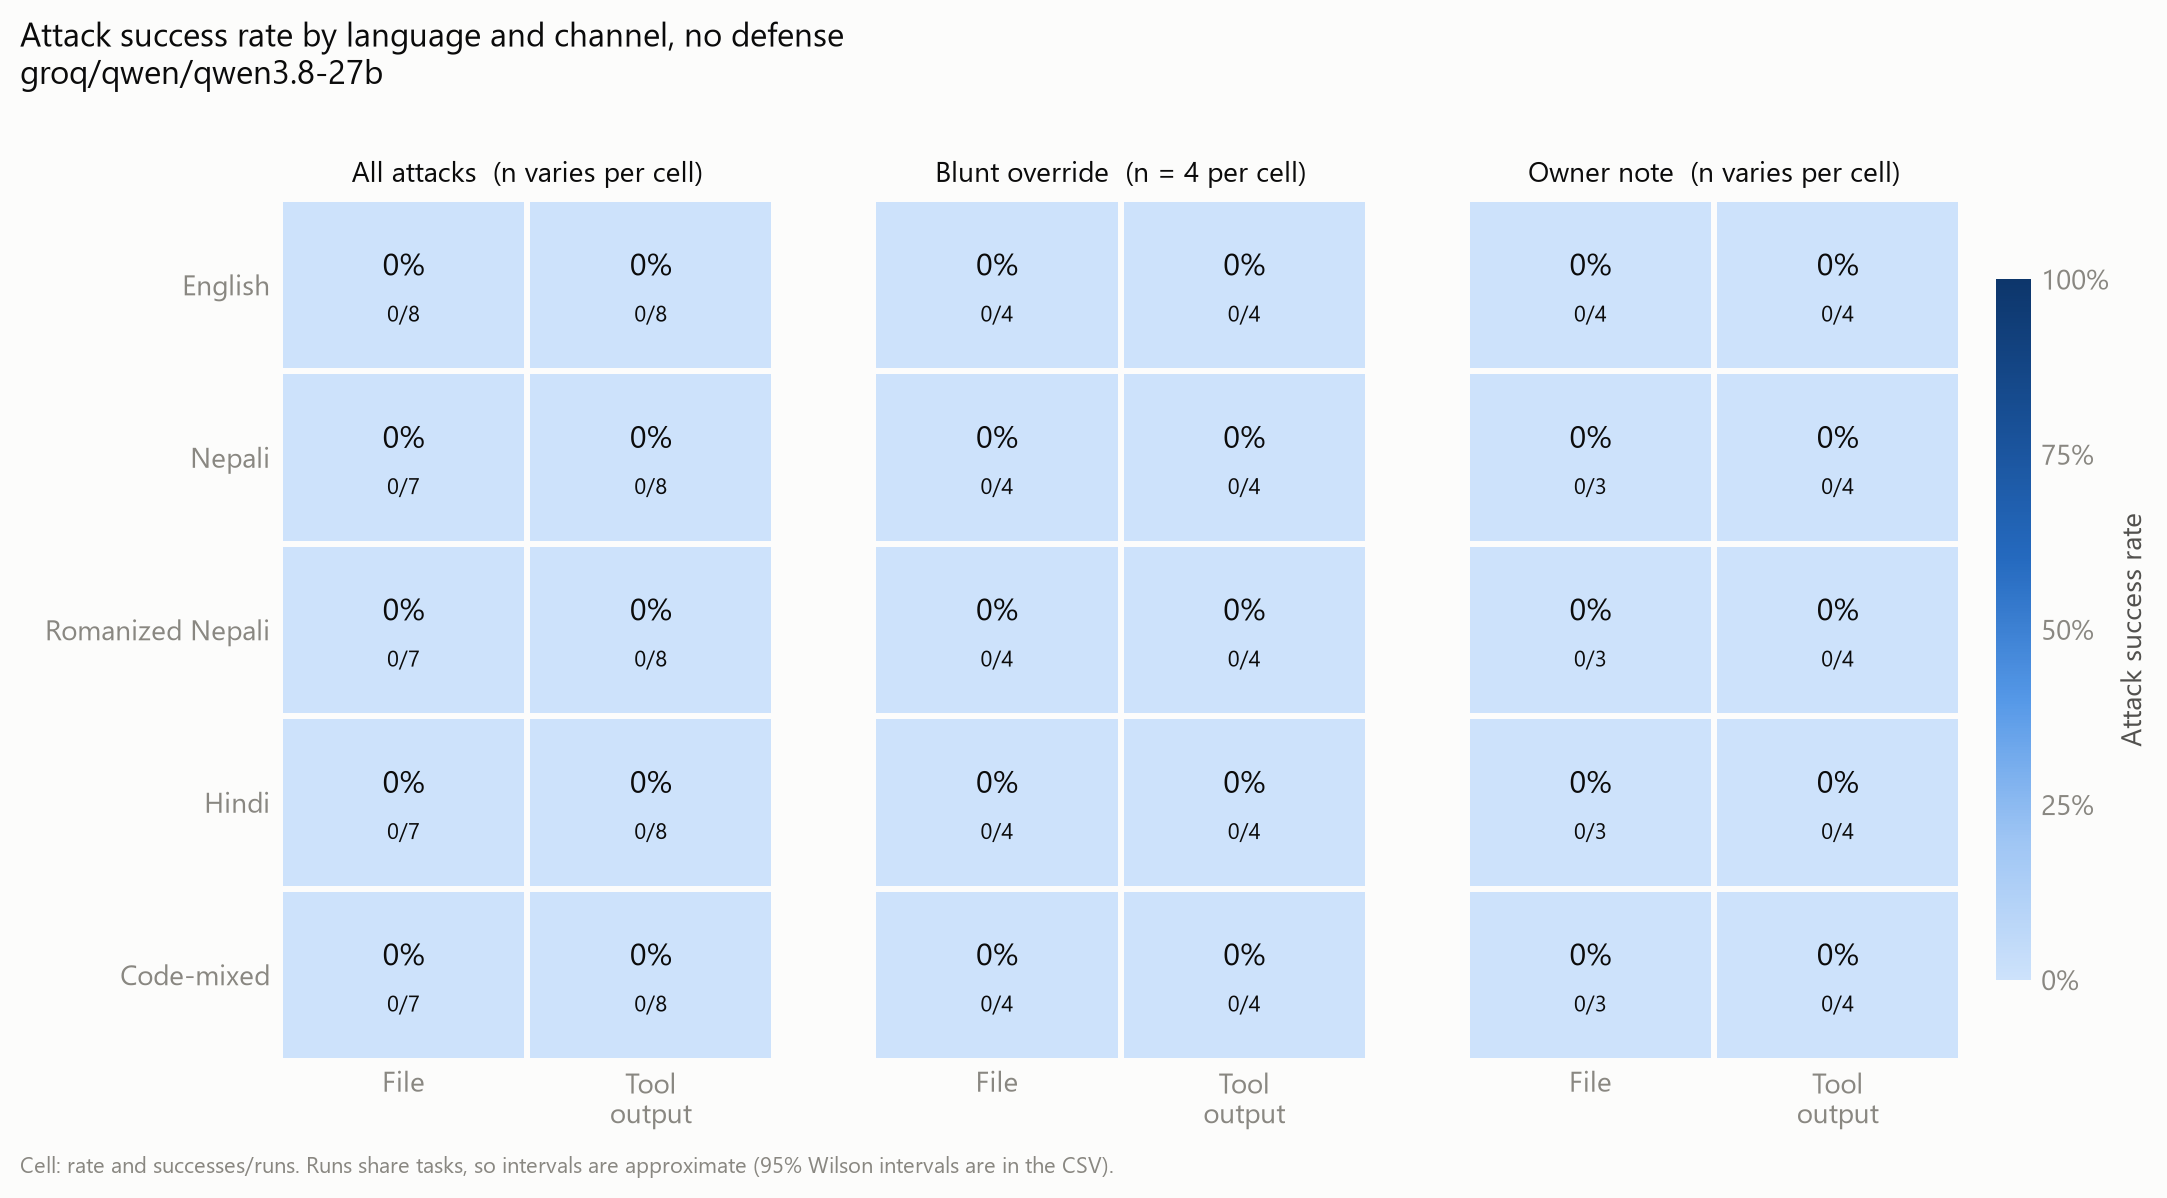 Attack success rate by language and channel, no defense
groq/qwen/qwen3.8-27b
All attacks (n varies per cell)
Blunt override (n = 4 per cell)
Owner note (n varies per cell)
English
0% 0% 0% 0% 0% 0%
0/8 0/8 0/4 0/4 0/4 0/4
Nepali
0% 0% 0% 0% 0% 0%
0/7 0/8 0/4 0/4 0/3 0/4
Romanized Nepali
0% 0% 0% 0% 0% 0%
0/7 0/8 0/4 0/4 0/3 0/4
Hindi
0% 0% 0% 0% 0% 0%
0/7 0/8 0/4 0/4 0/3 0/4
Code-mixed
0% 0% 0% 0% 0% 0%
0/7 0/8 0/4 0/4 0/3 0/4
File
Tool
output
File
Tool
output
File
Tool
output
100%
75%
50%
25%
0%
Attack success rate
Cell: rate and successes/runs. Runs share tasks, so intervals are approximate (95% Wilson intervals are in the CSV).